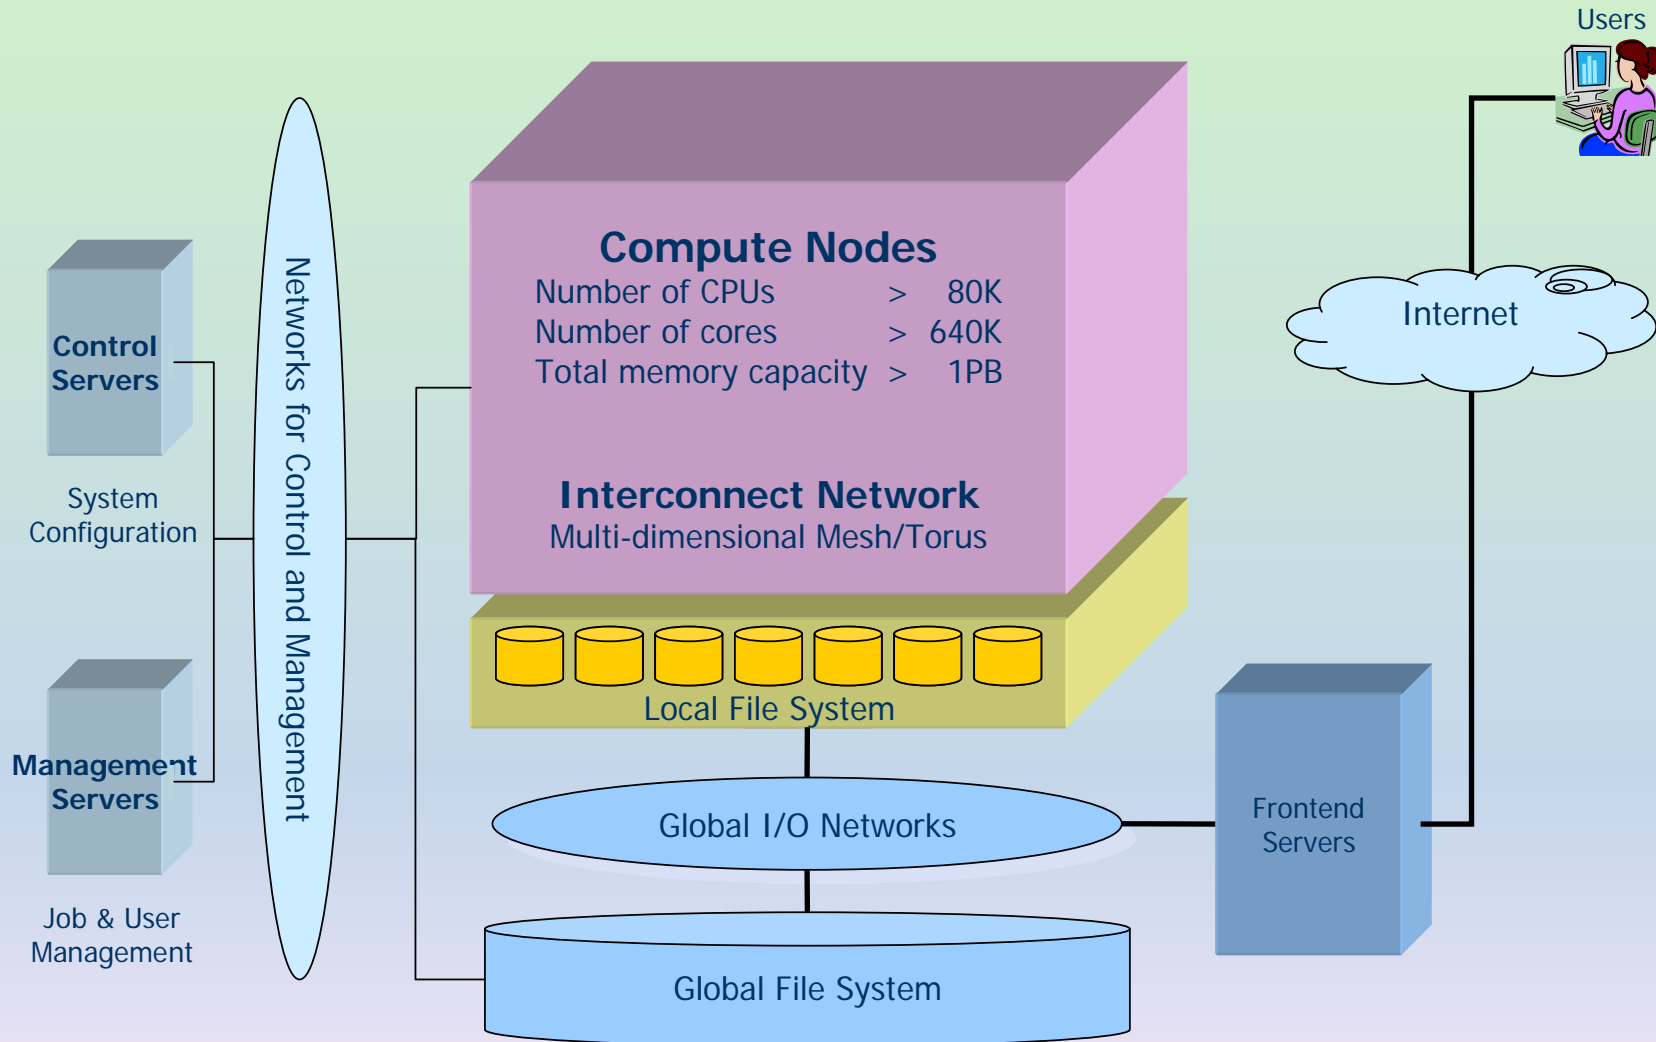 Users
Compute Nodes
Number of CPUs > 80K
Number of cores > 640K
Total memory capacity > 1PB
Interconnect Network
Multi-dimensional Mesh/Torus
Local File System
Control
Servers
System
Configuration
Management
Servers
Job & User
Management
Networks for Control and Management
Internet
Global I/O Networks
Frontend
Servers
Global File System